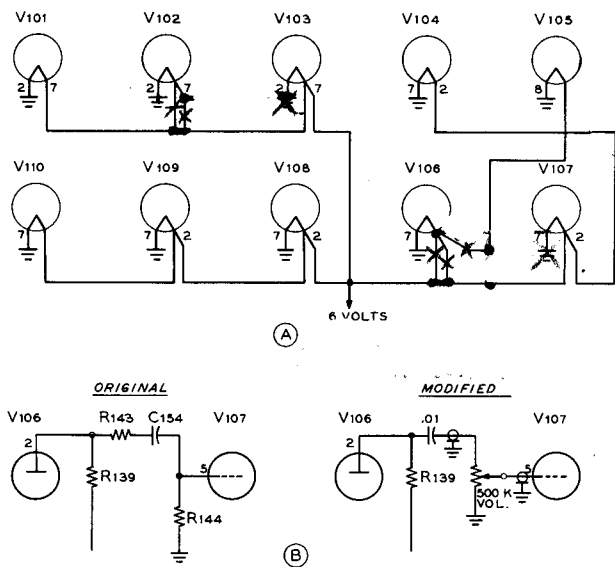 V101 V102 V103 V104 V105
2 7 2 7 2 7 7 2 8
V110 V109 V108 V106 V107
7 7 2 7 2 7 7 2
6 VOLTS
A
ORIGINAL MODIFIED
V106 R143 C154 V107 V106 .01 V107
2 5 2 5
R139 R144 R139 500 K
VOL.
B